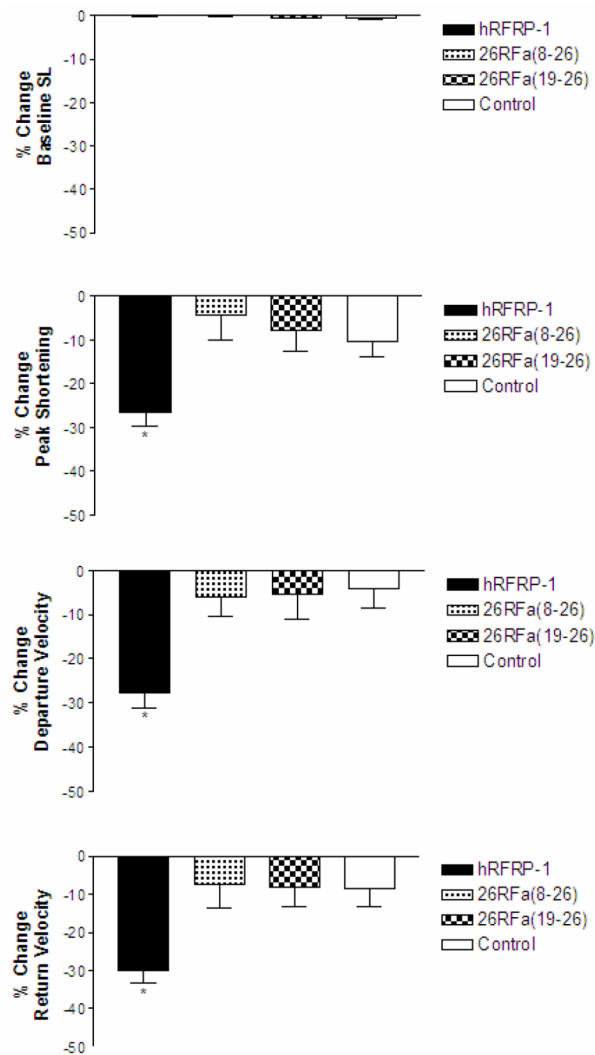 0
-10
-20
-30
-40
-50
% Change
Baseline SL
hRFRP-1
26RFa(8-26)
26RFa(19-26)
Control
0
-10
-20
-30
-40
-50
% Change
Peak Shortening
*
hRFRP-1
26RFa(8-26)
26RFa(19-26)
Control
0
-10
-20
-30
-40
-50
% Change
Departure Velocity
*
hRFRP-1
26RFa(8-26)
26RFa(19-26)
Control
0
-10
-20
-30
-40
-50
% Change
Return Velocity
*
hRFRP-1
26RFa(8-26)
26RFa(19-26)
Control